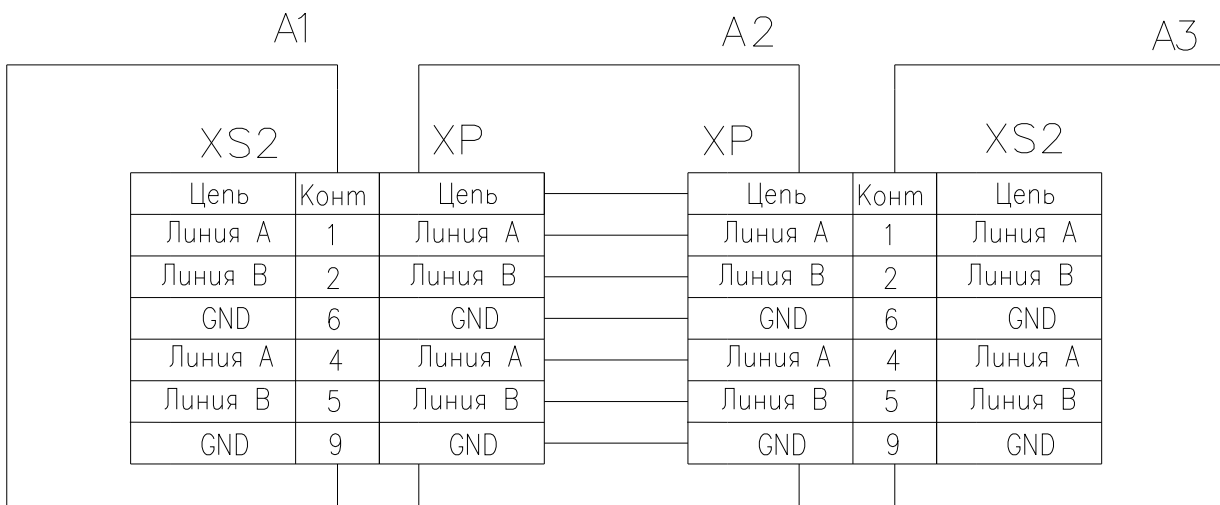 A1 A2 A3
XS2 XP XP XS2
Цепь Конт Цепь Цепь Конт Цепь
Линия A 1 Линия A Линия A 1 Линия A
Линия B 2 Линия B Линия B 2 Линия B
GND 6 GND GND 6 GND
Линия A 4 Линия A Линия A 4 Линия A
Линия B 5 Линия B Линия B 5 Линия B
GND 9 GND GND 9 GND